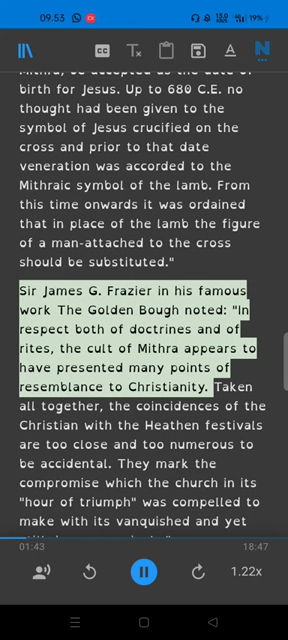 09.53
15.0 KB/s
4G
19%
CC
T
A
N
Mithra, be accepted as the date of
birth for Jesus. Up to 680 C.E. no
thought had been given to the
symbol of Jesus crucified on the
cross and prior to that date
veneration was accorded to the
Mithraic symbol of the lamb. From
this time onwards it was ordained
that in place of the lamb the figure
of a man-attached to the cross
should be substituted."
Sir James G. Frazier in his famous
work The Golden Bough noted: "In
respect both of doctrines and of
rites, the cult of Mithra appears to
have presented many points of
resemblance to Christianity. Taken
all together, the coincidences of the
Christian with the Heathen festivals
are too close and too numerous to
be accidental. They mark the
compromise which the church in its
"hour of triumph" was compelled to
make with its vanquished and yet
01:43
18:47
1.22x